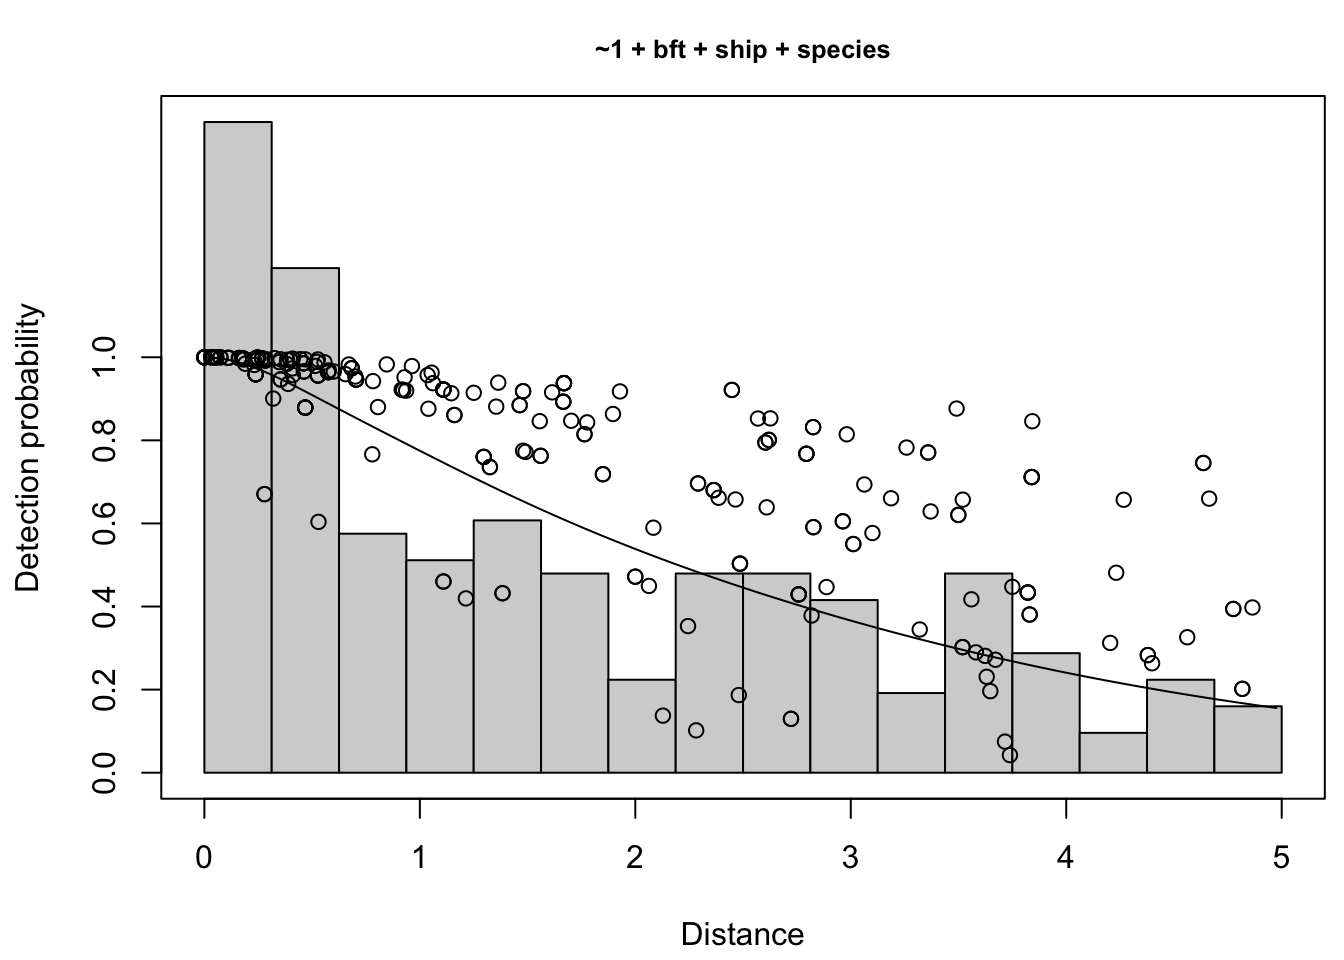 ~1 + bft + ship + species
Detection probability
1.0
0.8
0.6
0.4
0.2
0.0
0 1 2 3 4 5
Distance